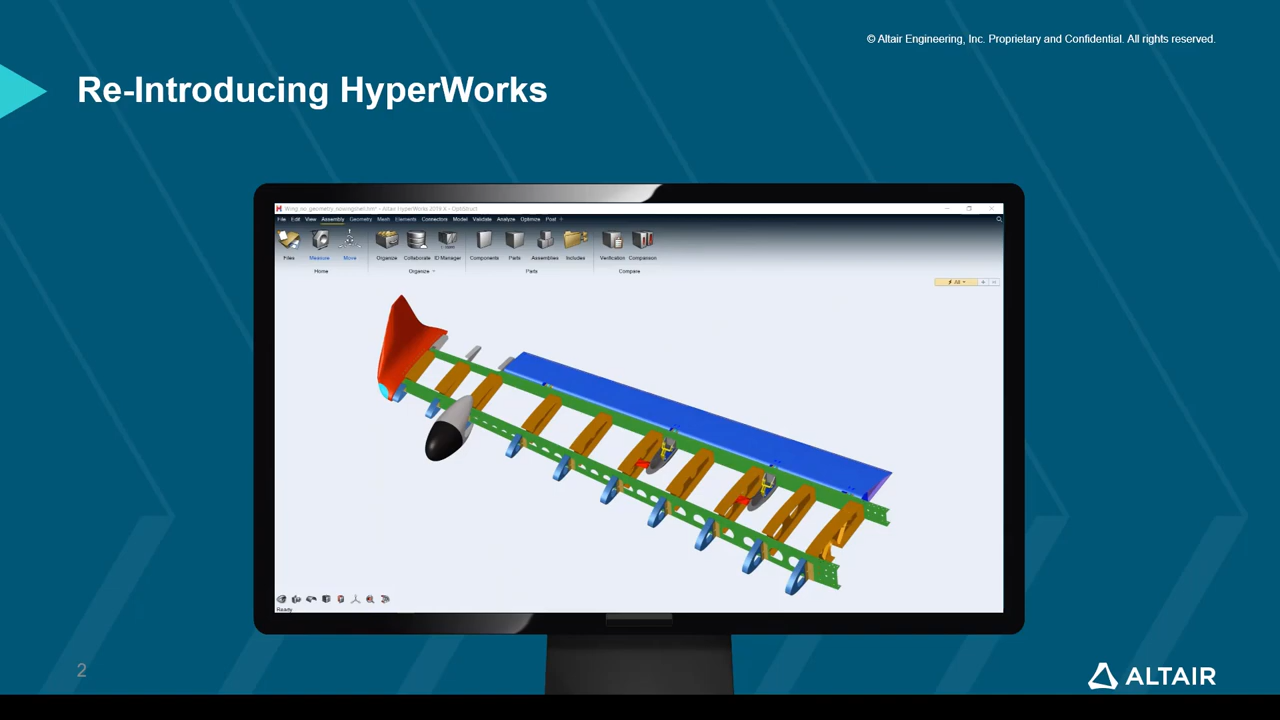 © Altair Engineering, Inc. Proprietary and Confidential. All rights reserved.
Re-Introducing HyperWorks
File Edit View Assembly Geometry Mesh Elements Connectors Model Validate Analyze Optimize Post +
Files Measure Move Organize Collaborate ID Manager Components Parts Assemblies Includes Verification Comparison
Home Organize Parts Compare
All
Ready
2
ALTAIR